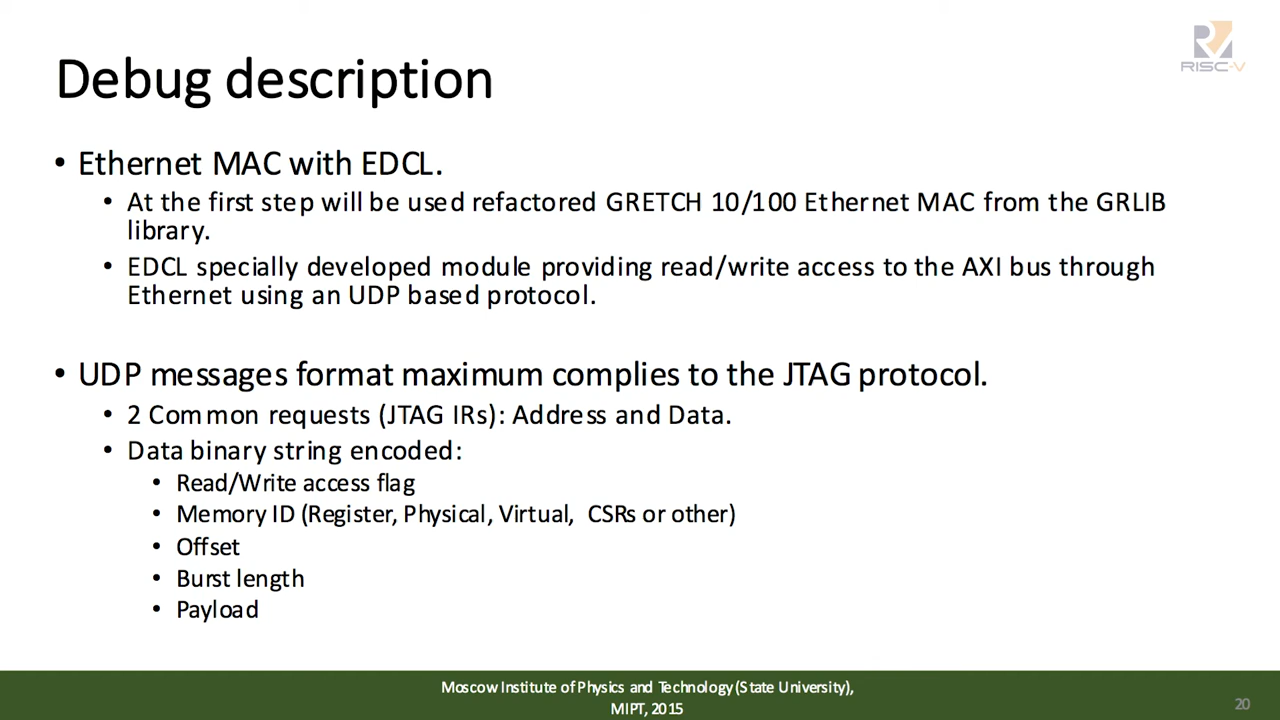 RISC-V
Debug description
• Ethernet MAC with EDCL.
• At the first step will be used refactored GRETCH 10/100 Ethernet MAC from the GRLIB
library.
• EDCL specially developed module providing read/write access to the AXI bus through
Ethernet using an UDP based protocol.
• UDP messages format maximum complies to the JTAG protocol.
• 2 Common requests (JTAG IRs): Address and Data.
• Data binary string encoded:
• Read/Write access flag
• Memory ID (Register, Physical, Virtual, CSRs or other)
• Offset
• Burst length
• Payload
Moscow Institute of Physics and Technology (State University),
MIPT, 2015
20